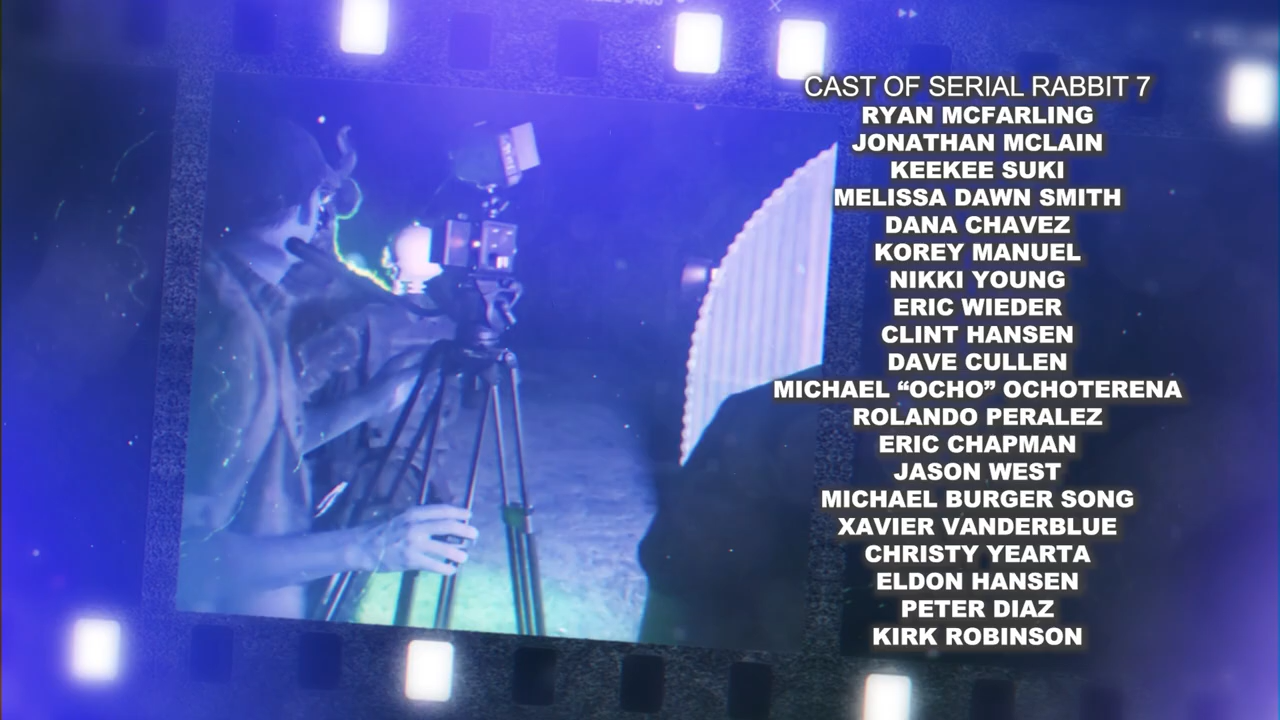 CAST OF SERIAL RABBIT 7
RYAN MCFARLING
JONATHAN MCLAIN
KEEKEE SUKI
MELISSA DAWN SMITH
DANA CHAVEZ
KOREY MANUEL
NIKKI YOUNG
ERIC WIEDER
CLINT HANSEN
DAVE CULLEN
MICHAEL “OCHO” OCHOTERENA
ROLANDO PERALEZ
ERIC CHAPMAN
JASON WEST
MICHAEL BURGER SONG
XAVIER VANDERBLUE
CHRISTY YEARTA
ELDON HANSEN
PETER DIAZ
KIRK ROBINSON